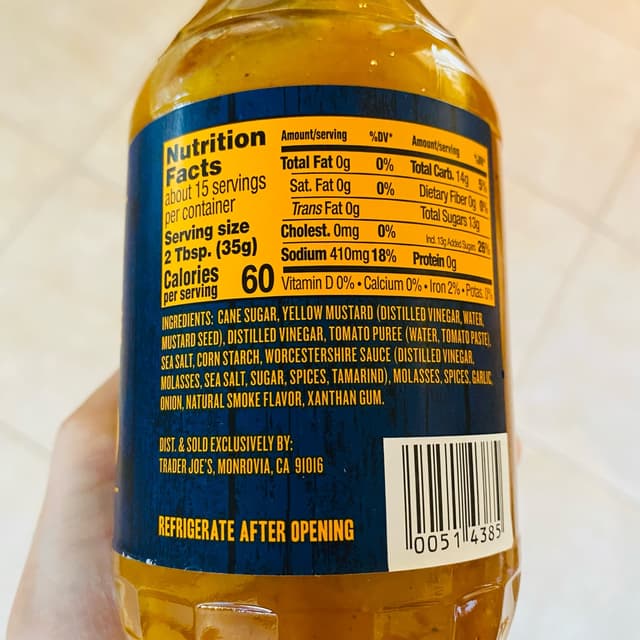 Nutrition
Facts
about 15 servings
per container
Serving size
2 Tbsp. (35g)
Calories 60
per serving
Amount/serving %DV*
Total Fat 0g 0%
Sat. Fat 0g 0%
Trans Fat 0g
Cholest. 0mg 0%
Sodium 410mg 18%
Amount/serving %DV*
Total Carb. 14g 5%
Dietary Fiber 0g 0%
Total Sugars 13g
Incl. 13g Added Sugars 26%
Protein 0g
Vitamin D 0% • Calcium 0% • Iron 2% • Potas. 0%
INGREDIENTS: CANE SUGAR, YELLOW MUSTARD (DISTILLED VINEGAR, WATER,
MUSTARD SEED), DISTILLED VINEGAR, TOMATO PUREE (WATER, TOMATO PASTE),
SEA SALT, CORN STARCH, WORCESTERSHIRE SAUCE (DISTILLED VINEGAR,
MOLASSES, SEA SALT, SUGAR, SPICES, TAMARIND), MOLASSES, SPICES, GARLIC,
ONION, NATURAL SMOKE FLAVOR, XANTHAN GUM.
DIST. & SOLD EXCLUSIVELY BY:
TRADER JOE'S, MONROVIA, CA 91016
REFRIGERATE AFTER OPENING
0051 4385